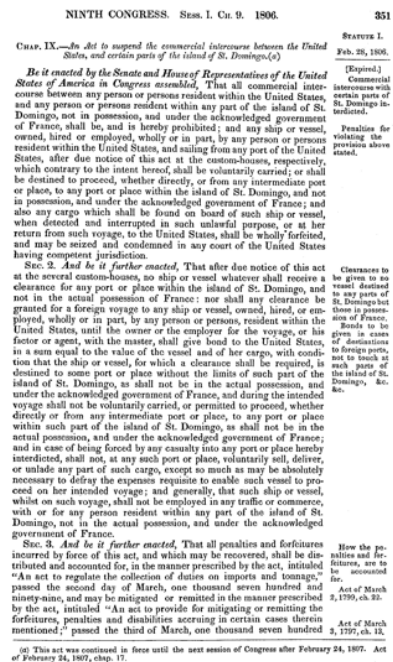 NINTH CONGRESS. Sess. I. Ch. 9. 1806.
351
Statute I.
Feb. 28, 1806.
Chap. IX.—An Act to suspend the commercial intercourse between the United
States, and certain parts of the island of St. Domingo.(a)
[Expired.]
Commercial
intercourse with
certain parts of
St. Domingo in-
terdicted.
Penalties for
violating the
provision above
stated.
Be it enacted by the Senate and House of Representatives of the United
States of America in Congress assembled, That all commercial inter-
course between any person or persons resident within the United States,
and any person or persons resident within any part of the island of St.
Domingo, not in possession, and under the acknowledged government
of France, shall be, and is hereby prohibited; and any ship or vessel,
owned, hired or employed, wholly or in part, by any person or persons
resident within the United States, and sailing from any port of the United
States, after due notice of this act at the custom-houses, respectively,
which contrary to the intent hereof, shall be voluntarily carried; or shall
be destined to proceed, whether directly, or from any intermediate port
or place, to any port or place within the island of St. Domingo, and not
in possession, and under the acknowledged government of France; and
also any cargo which shall be found on board of such ship or vessel,
when detected and interrupted in such unlawful purpose, or at her
return from such voyage, to the United States, shall be wholly forfeited,
and may be seized and condemned in any court of the United States
having competent jurisdiction.
Clearances to
be given to no
vessel destined
to any parts of
St. Domingo but
those in posses-
sion of France.
Bonds to be
given in cases
of destinations
to foreign ports,
not to touch at
such parts of
the island of St.
Domingo, &c.
&c.
Sec. 2. And be it further enacted, That after due notice of this act
at the several custom-houses, no ship or vessel whatever shall receive a
clearance for any port or place within the island of St. Domingo, and
not in the actual possession of France: nor shall any clearance be
granted for a foreign voyage to any ship or vessel, owned, hired, or em-
ployed, wholly or in part, by any person or persons, resident within the
United States, until the owner or the employer for the voyage, or his
factor or agent, with the master, shall give bond to the United States,
in a sum equal to the value of the vessel and of her cargo, with condi-
tion that the ship or vessel, for which a clearance shall be required, is
destined to some port or place without the limits of such part of the
island of St. Domingo, as shall not be in the actual possession, and
under the acknowledged government of France, and during the intended
voyage shall not be voluntarily carried, or permitted to proceed, whether
directly or from any intermediate port or place, to any port or place
within such part of the island of St. Domingo, as shall not be in the
actual possession, and under the acknowledged government of France;
and in case of being forced by any casualty into any port or place hereby
interdicted, shall not, at any such port or place, voluntarily sell, deliver,
or unlade any part of such cargo, except so much as may be absolutely
necessary to defray the expenses requisite to enable such vessel to pro-
ceed on her intended voyage; and generally, that such ship or vessel,
whilst on such voyage, shall not be employed in any traffic or commerce,
with or for any person resident within any part of the island of St.
Domingo, not in the actual possession, and under the acknowledged
government of France.
How the pe-
nalties and for-
feitures, are to
be accounted
for.
Act of March
2, 1799, ch. 22.
Act of March
3, 1797, ch. 13.
Sec. 3. And be it further enacted, That all penalties and forfeitures
incurred by force of this act, and which may be recovered, shall be dis-
tributed and accounted for, in the manner prescribed by the act, intituled
"An act to regulate the collection of duties on imports and tonnage,"
passed the second day of March, one thousand seven hundred and
ninety-nine, and may be mitigated or remitted in the manner prescribed
by the act, intituled "An act to provide for mitigating or remitting the
forfeitures, penalties and disabilities accruing in certain cases therein
mentioned;" passed the third of March, one thousand seven hundred
(a) This act was continued in force until the next session of Congress after February 24, 1807. Act
of February 24, 1807, chap. 17.